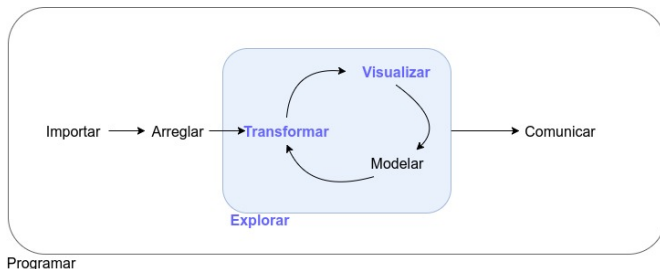 Visualizar
Importar
Arreglar
Transformar
Comunicar
Modelar
Explorar
Programar